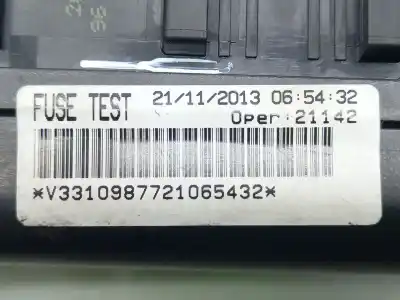 FUSE TEST 21/11/2013 06:54:32
Oper:21142
*V3310987721065432*